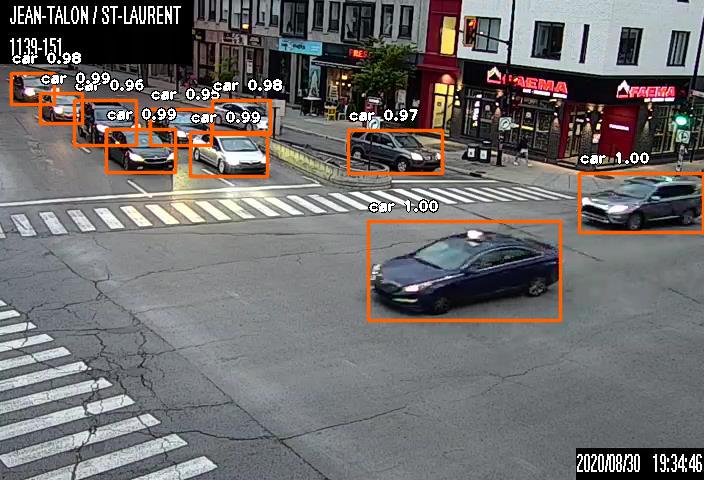 JEAN-TALON / ST-LAURENT
1139-151
car 0.98
car 0.99
car 0.96
car 0.95
car 0.98
car 0.99
car 0.99
car 0.97
car 1.00
car 1.00
FAEMA
FAEMA
2020/08/30 19:34:46